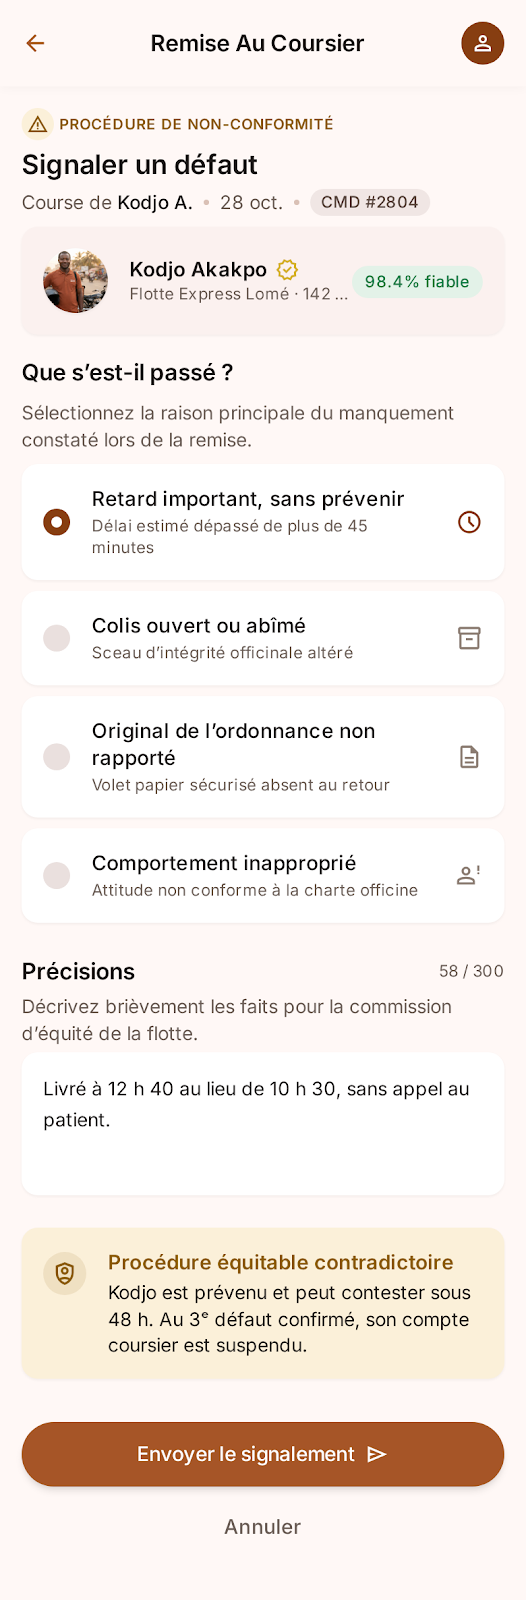 Remise Au Coursier
PROCÉDURE DE NON-CONFORMITÉ
Signaler un défaut
Course de Kodjo A. • 28 oct. • CMD #2804
Kodjo Akakpo
Flotte Express Lomé · 142 ...
98.4% fiable
Que s’est-il passé ?
Sélectionnez la raison principale du manquement
constaté lors de la remise.
Retard important, sans prévenir
Délai estimé dépassé de plus de 45
minutes
Colis ouvert ou abîmé
Sceau d’intégrité officinale altéré
Original de l’ordonnance non
rapporté
Volet papier sécurisé absent au retour
Comportement inapproprié
Attitude non conforme à la charte officine
Précisions
58 / 300
Décrivez brièvement les faits pour la commission
d’équité de la flotte.
Livré à 12 h 40 au lieu de 10 h 30, sans appel au
patient.
Procédure équitable contradictoire
Kodjo est prévenu et peut contester sous
48 h. Au 3ᵉ défaut confirmé, son compte
coursier est suspendu.
Envoyer le signalement
Annuler